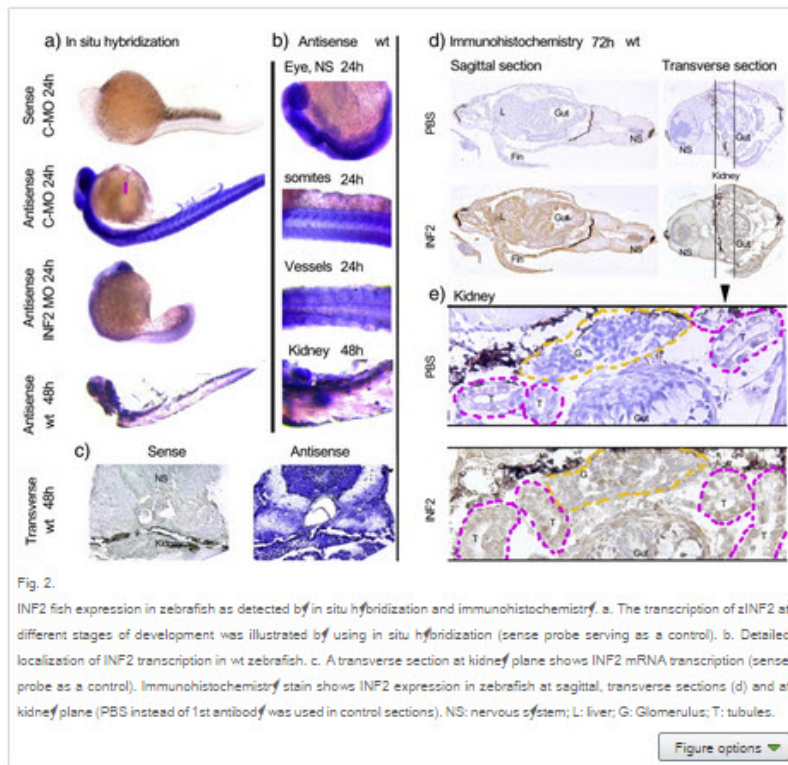 a) In situ hybridization
b) Antisense wt
d) Immunohistochemistry 72h wt
Sense
C-MO 24h
Antisense
C-MO 24h
Antisense
INF2 MO 24h
Antisense
wt 48h
Eye, NS 24h
somites 24h
Vessels 24h
Kidney 48h
c) Sense Antisense
Transverse
wt 48h
NS
Kidney
Sagittal section Transverse section
PBS
L
Gut
Fin
NS
NS
Gut
Kidney
INF2
L
Gut
Fin
NS
NS
Gut
e) Kidney
PBS
G
T
T
T
Gut
INF2
G
T
T
T
T
Gut
Fig. 2.
INF2 fish expression in zebrafish as detected by in situ hybridization and immunohistochemistry. a. The transcription of zINF2 at
different stages of development was illustrated by using in situ hybridization (sense probe serving as a control). b. Detailed
localization of INF2 transcription in wt zebrafish. c. A transverse section at kidney plane shows INF2 mRNA transcription (sense
probe as a control). Immunohistochemistry stain shows INF2 expression in zebrafish at sagittal, transverse sections (d) and at
kidney plane (PBS instead of 1st antibody was used in control sections). NS: nervous system; L: liver; G: Glomerulus; T: tubules.
Figure options